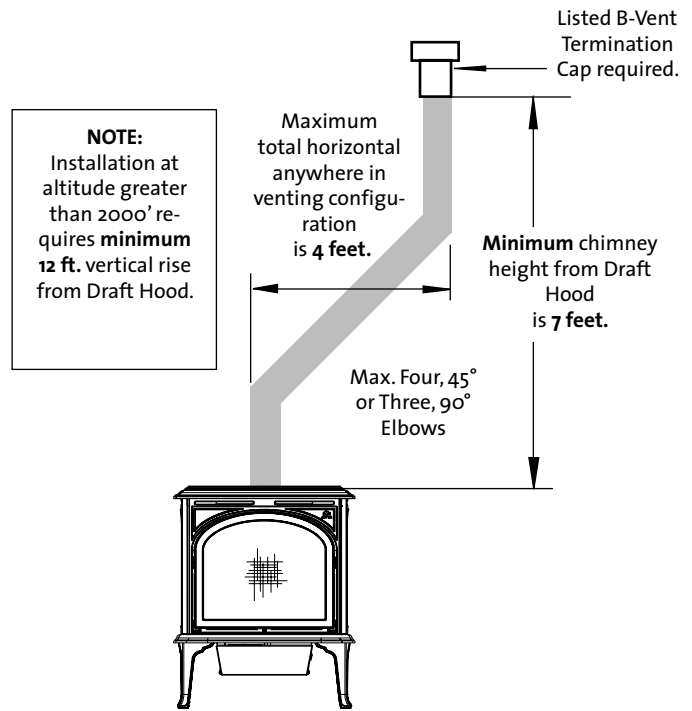 Listed B-Vent
Termination
Cap required.
NOTE:
Installation at
altitude greater
than 2000' re-
quires minimum
12 ft. vertical rise
from Draft Hood.
Maximum
total horizontal
anywhere in
venting configu-
ration
is 4 feet.
Minimum chimney
height from Draft
Hood
is 7 feet.
Max. Four, 45°
or Three, 90°
Elbows